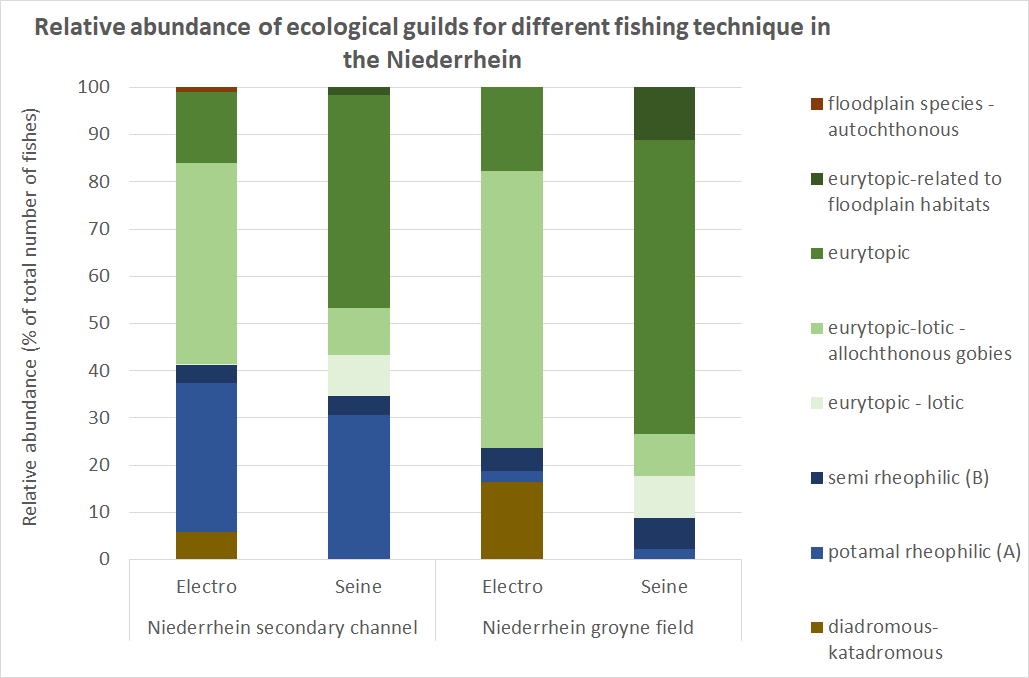 Relative abundance of ecological guilds for different fishing technique in
the Niederrhein
Relative abundance (% of total number of fishes)
100
90
80
70
60
50
40
30
20
10
0
Electro
Seine
Electro
Seine
Niederrhein secondary channel
Niederrhein groyne field
floodplain species -
autochthonous
eurytopic-related to
floodplain habitats
eurytopic
eurytopic-lotic -
allochthonous gobies
eurytopic - lotic
semi rheophilic (B)
potamal rheophilic (A)
diadromous-
katadromous